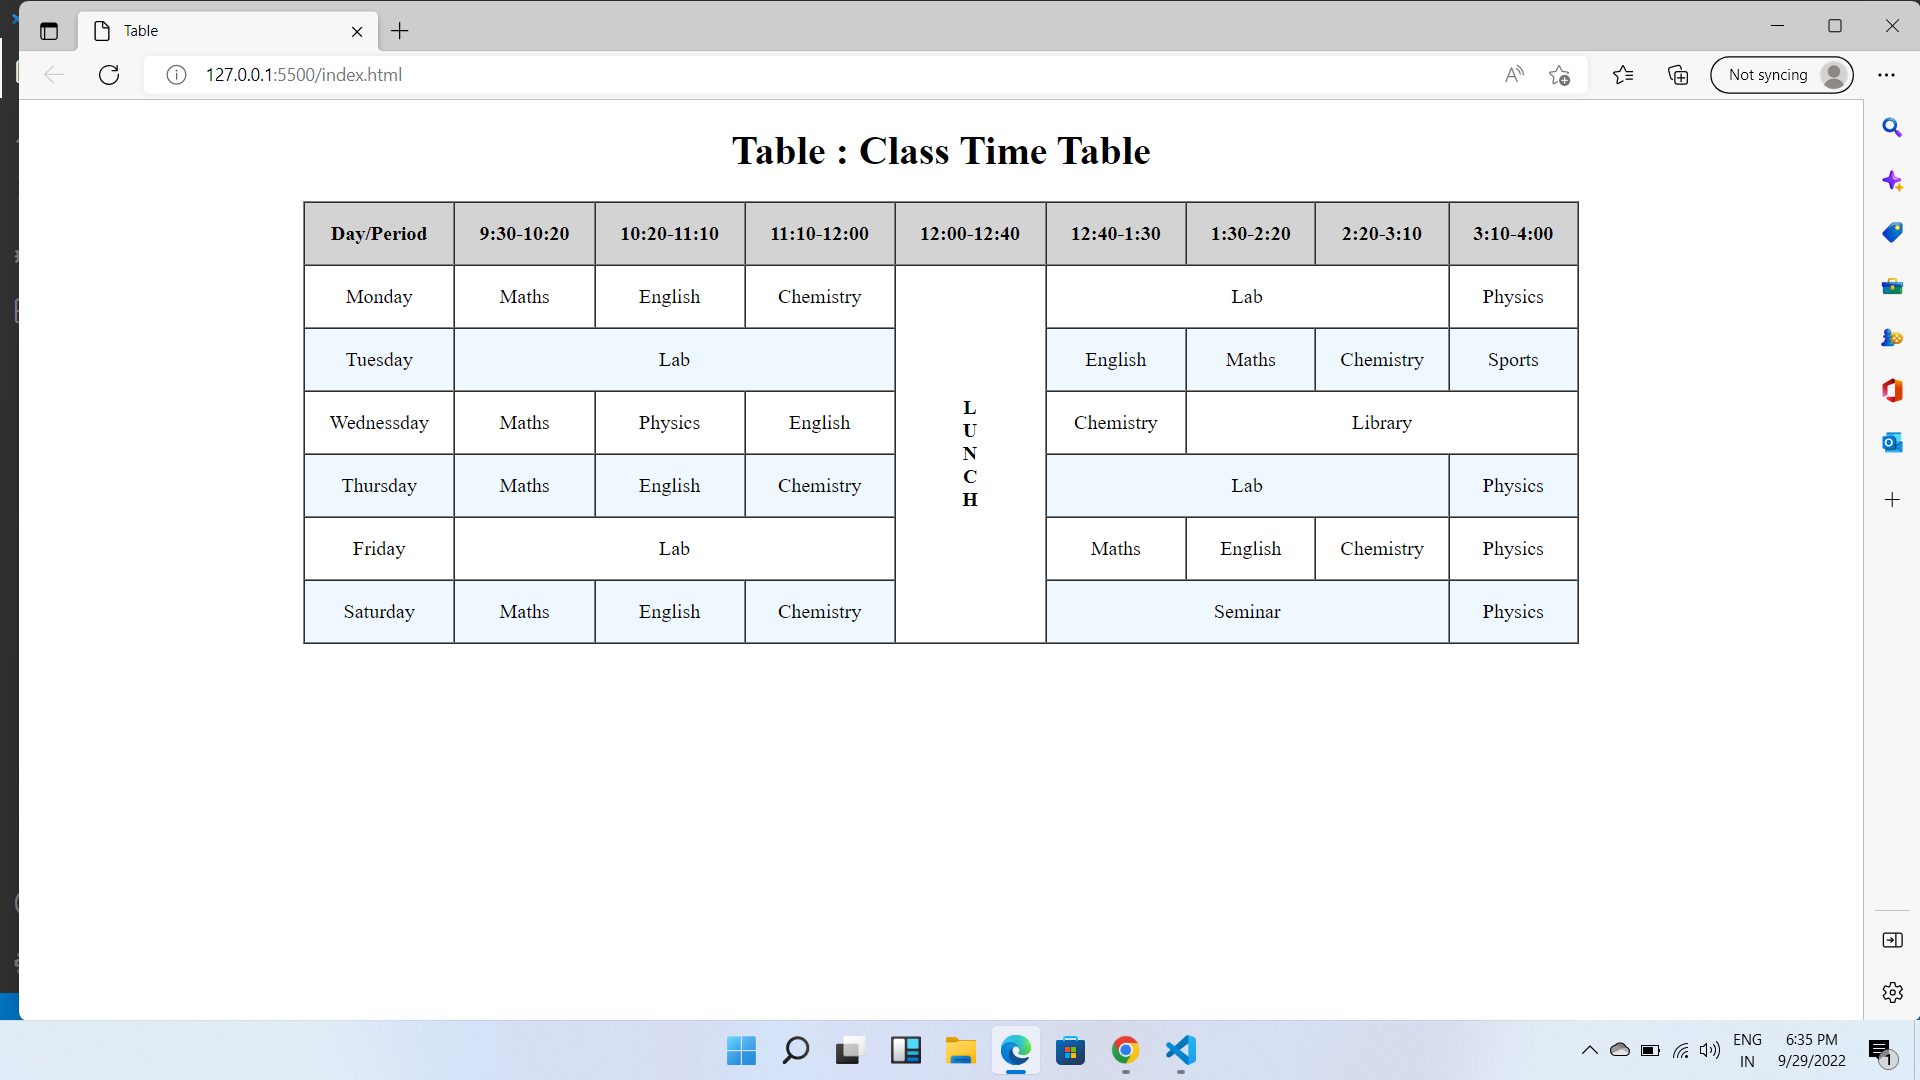 Table
127.0.0.1:5500/index.html
Not syncing
Table : Class Time Table
Day/Period 9:30-10:20 10:20-11:10 11:10-12:00 12:00-12:40 12:40-1:30 1:30-2:20 2:20-3:10 3:10-4:00
Monday Maths English Chemistry Lab Physics
Tuesday Lab English Maths Chemistry Sports
Wednessday Maths Physics English Chemistry Library
L
U
N
C
H
Thursday Maths English Chemistry Lab Physics
Friday Lab Maths English Chemistry Physics
Saturday Maths English Chemistry Seminar Physics
ENG 6:35 PM
IN 9/29/2022
1